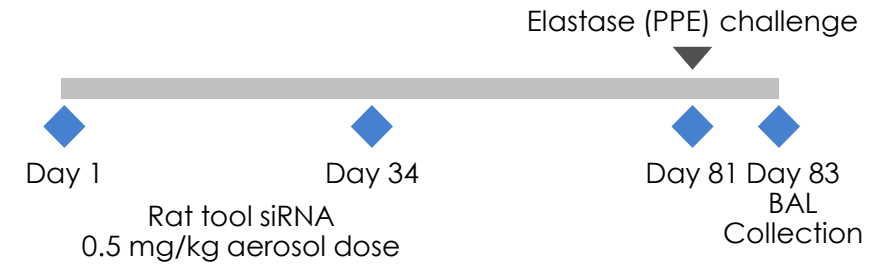 Elastase (PPE) challenge
Day 1
Day 34
Day 81
Day 83
BAL
Collection
Rat tool siRNA
0.5 mg/kg aerosol dose